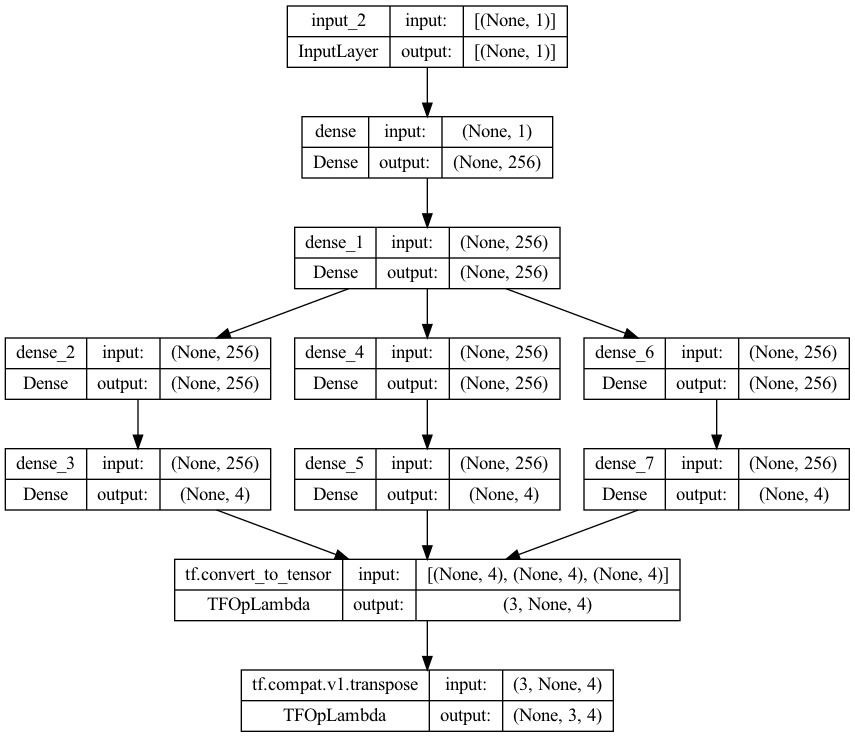 input_2 input: [(None, 1)]
InputLayer output: [(None, 1)]
dense input: (None, 1)
Dense output: (None, 256)
dense_1 input: (None, 256)
Dense output: (None, 256)
dense_2 input: (None, 256)
Dense output: (None, 256)
dense_4 input: (None, 256)
Dense output: (None, 256)
dense_6 input: (None, 256)
Dense output: (None, 256)
dense_3 input: (None, 256)
Dense output: (None, 4)
dense_5 input: (None, 256)
Dense output: (None, 4)
dense_7 input: (None, 256)
Dense output: (None, 4)
tf.convert_to_tensor input: [(None, 4), (None, 4), (None, 4)]
TFOpLambda output: (3, None, 4)
tf.compat.v1.transpose input: (3, None, 4)
TFOpLambda output: (None, 3, 4)